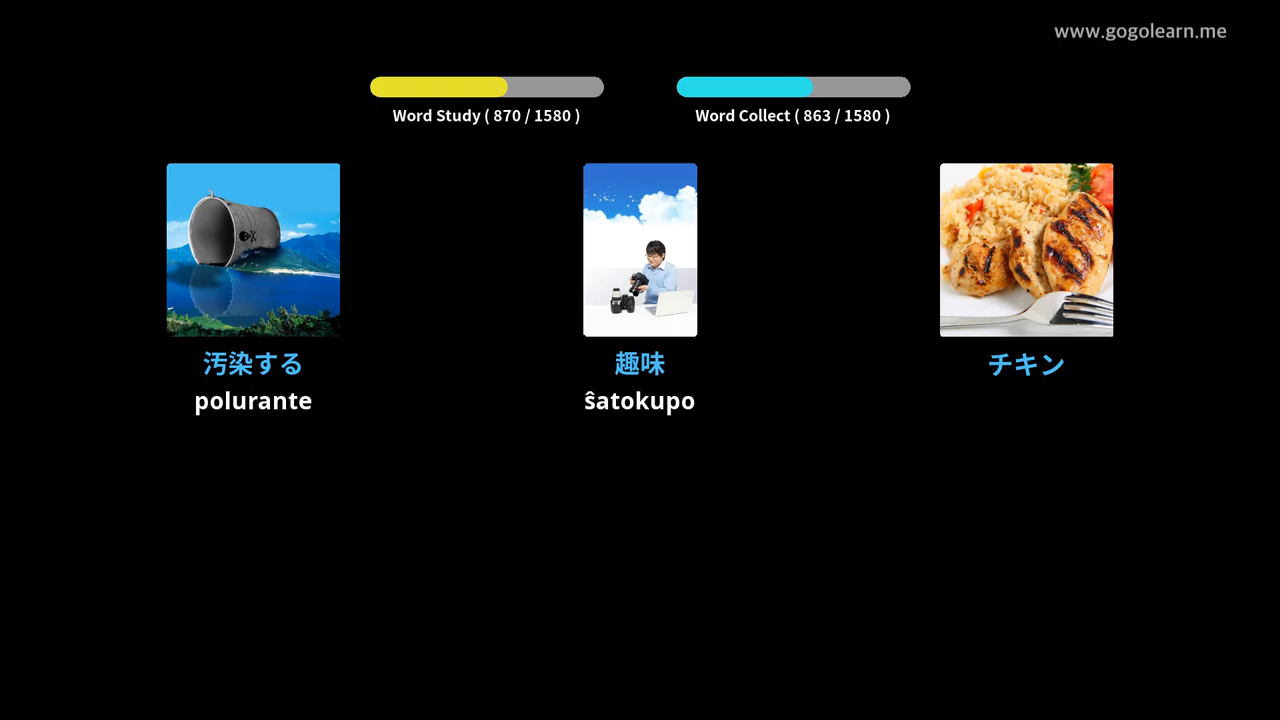 www.gogolearn.me
Word Study ( 870 / 1580 )
Word Collect ( 863 / 1580 )
汚染する
趣味
チキン
polurante
ŝatokupo